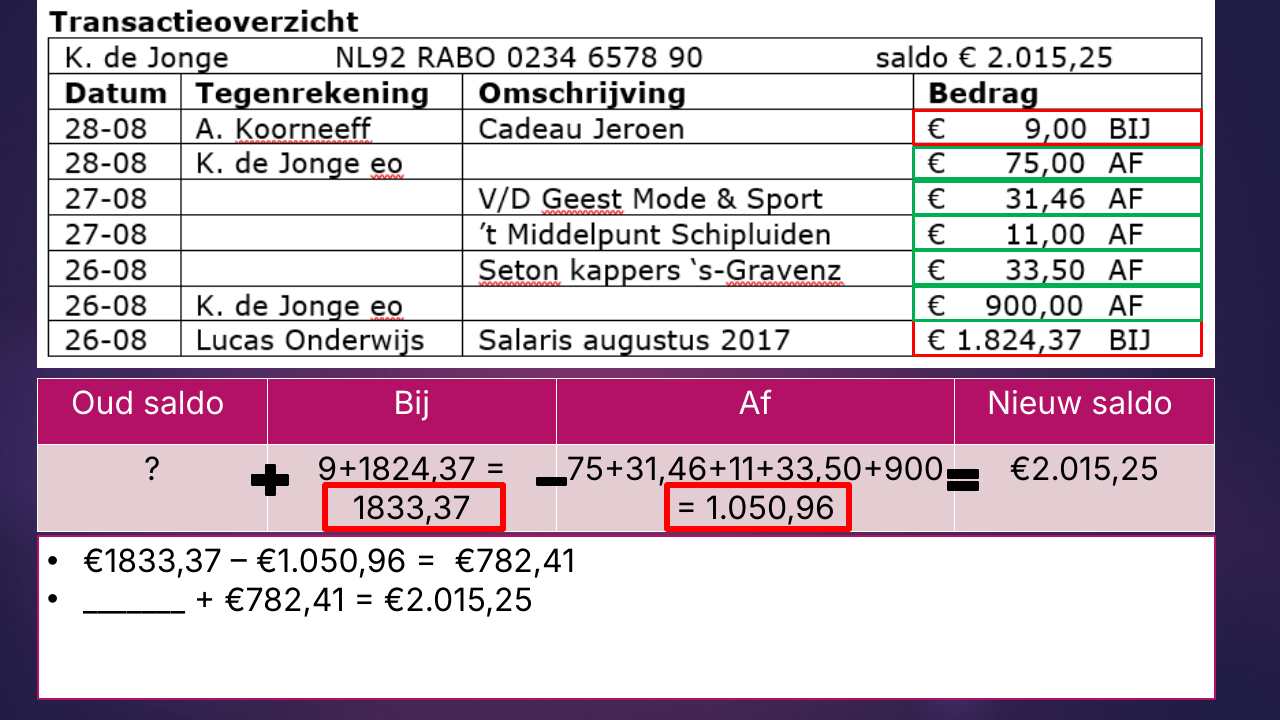 Transactieoverzicht
K. de Jonge NL92 RABO 0234 6578 90 saldo € 2.015,25
Datum Tegenrekening Omschrijving Bedrag
28-08 A. Koorneeff Cadeau Jeroen € 9,00 BIJ
28-08 K. de Jonge eo € 75,00 AF
27-08 V/D Geest Mode & Sport € 31,46 AF
27-08 ’t Middelpunt Schipluiden € 11,00 AF
26-08 Seton kappers ‘s-Gravenz € 33,50 AF
26-08 K. de Jonge eo € 900,00 AF
26-08 Lucas Onderwijs Salaris augustus 2017 € 1.824,37 BIJ
Oud saldo Bij Af Nieuw saldo
? + 9+1824,37 = – 75+31,46+11+33,50+900 = €2.015,25
1833,37 = 1.050,96
• €1833,37 – €1.050,96 = €782,41
• _______ + €782,41 = €2.015,25